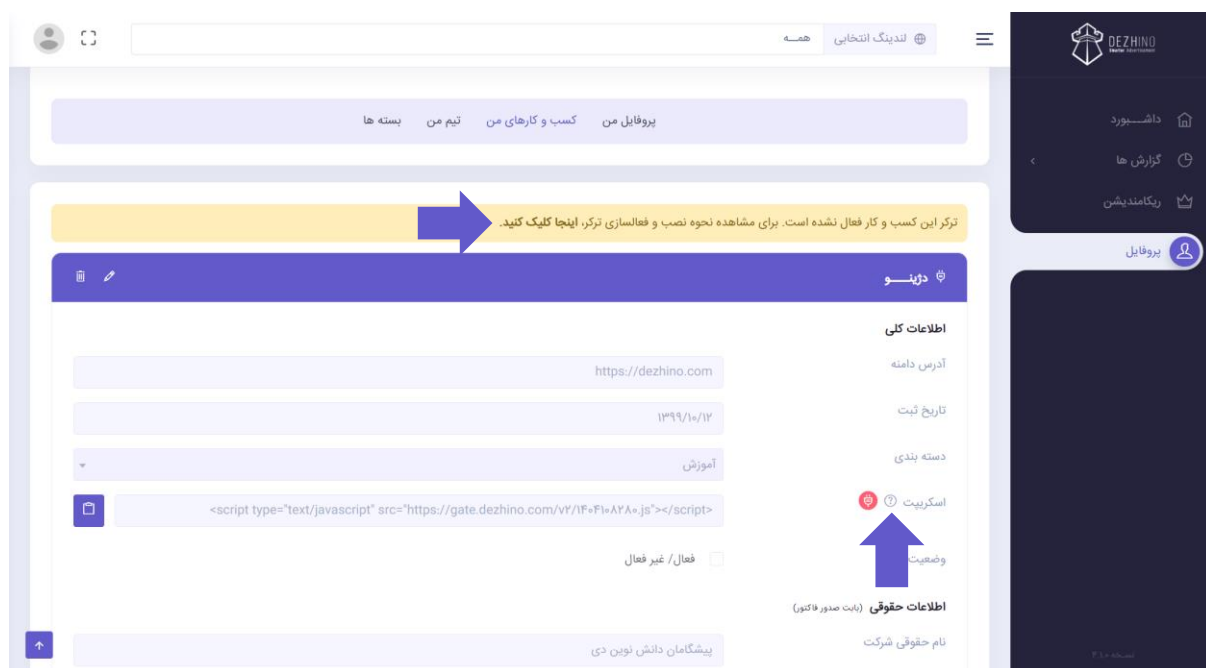 DEZHINO
لندینگ انتخابی
همــه
داشـــبورد
گزارش ها
ریکامندیشن
پروفایل
پروفایل من
کسب و کارهای من
تیم من
بسته ها
ترکر این کسب و کار فعال نشده است. برای مشاهده نحوه نصب و فعالسازی ترکر، اینجا کلیک کنید.
دژینــــو
اطلاعات کلی
آدرس دامنه
https://dezhino.com
تاریخ ثبت
۱۳۹۹/۱۰/۱۲
دسته بندی
آموزش
اسکریپت
<script type="text/javascript" src="https://gate.dezhino.com/v۲/۱۴۰۴۱۰۸۲۸۰.js"></script>
وضعیت
فعال/ غیر فعال
اطلاعات حقوقی (بابت صدور فاکتور)
نام حقوقی شرکت
پیشگامان دانش نوین دی